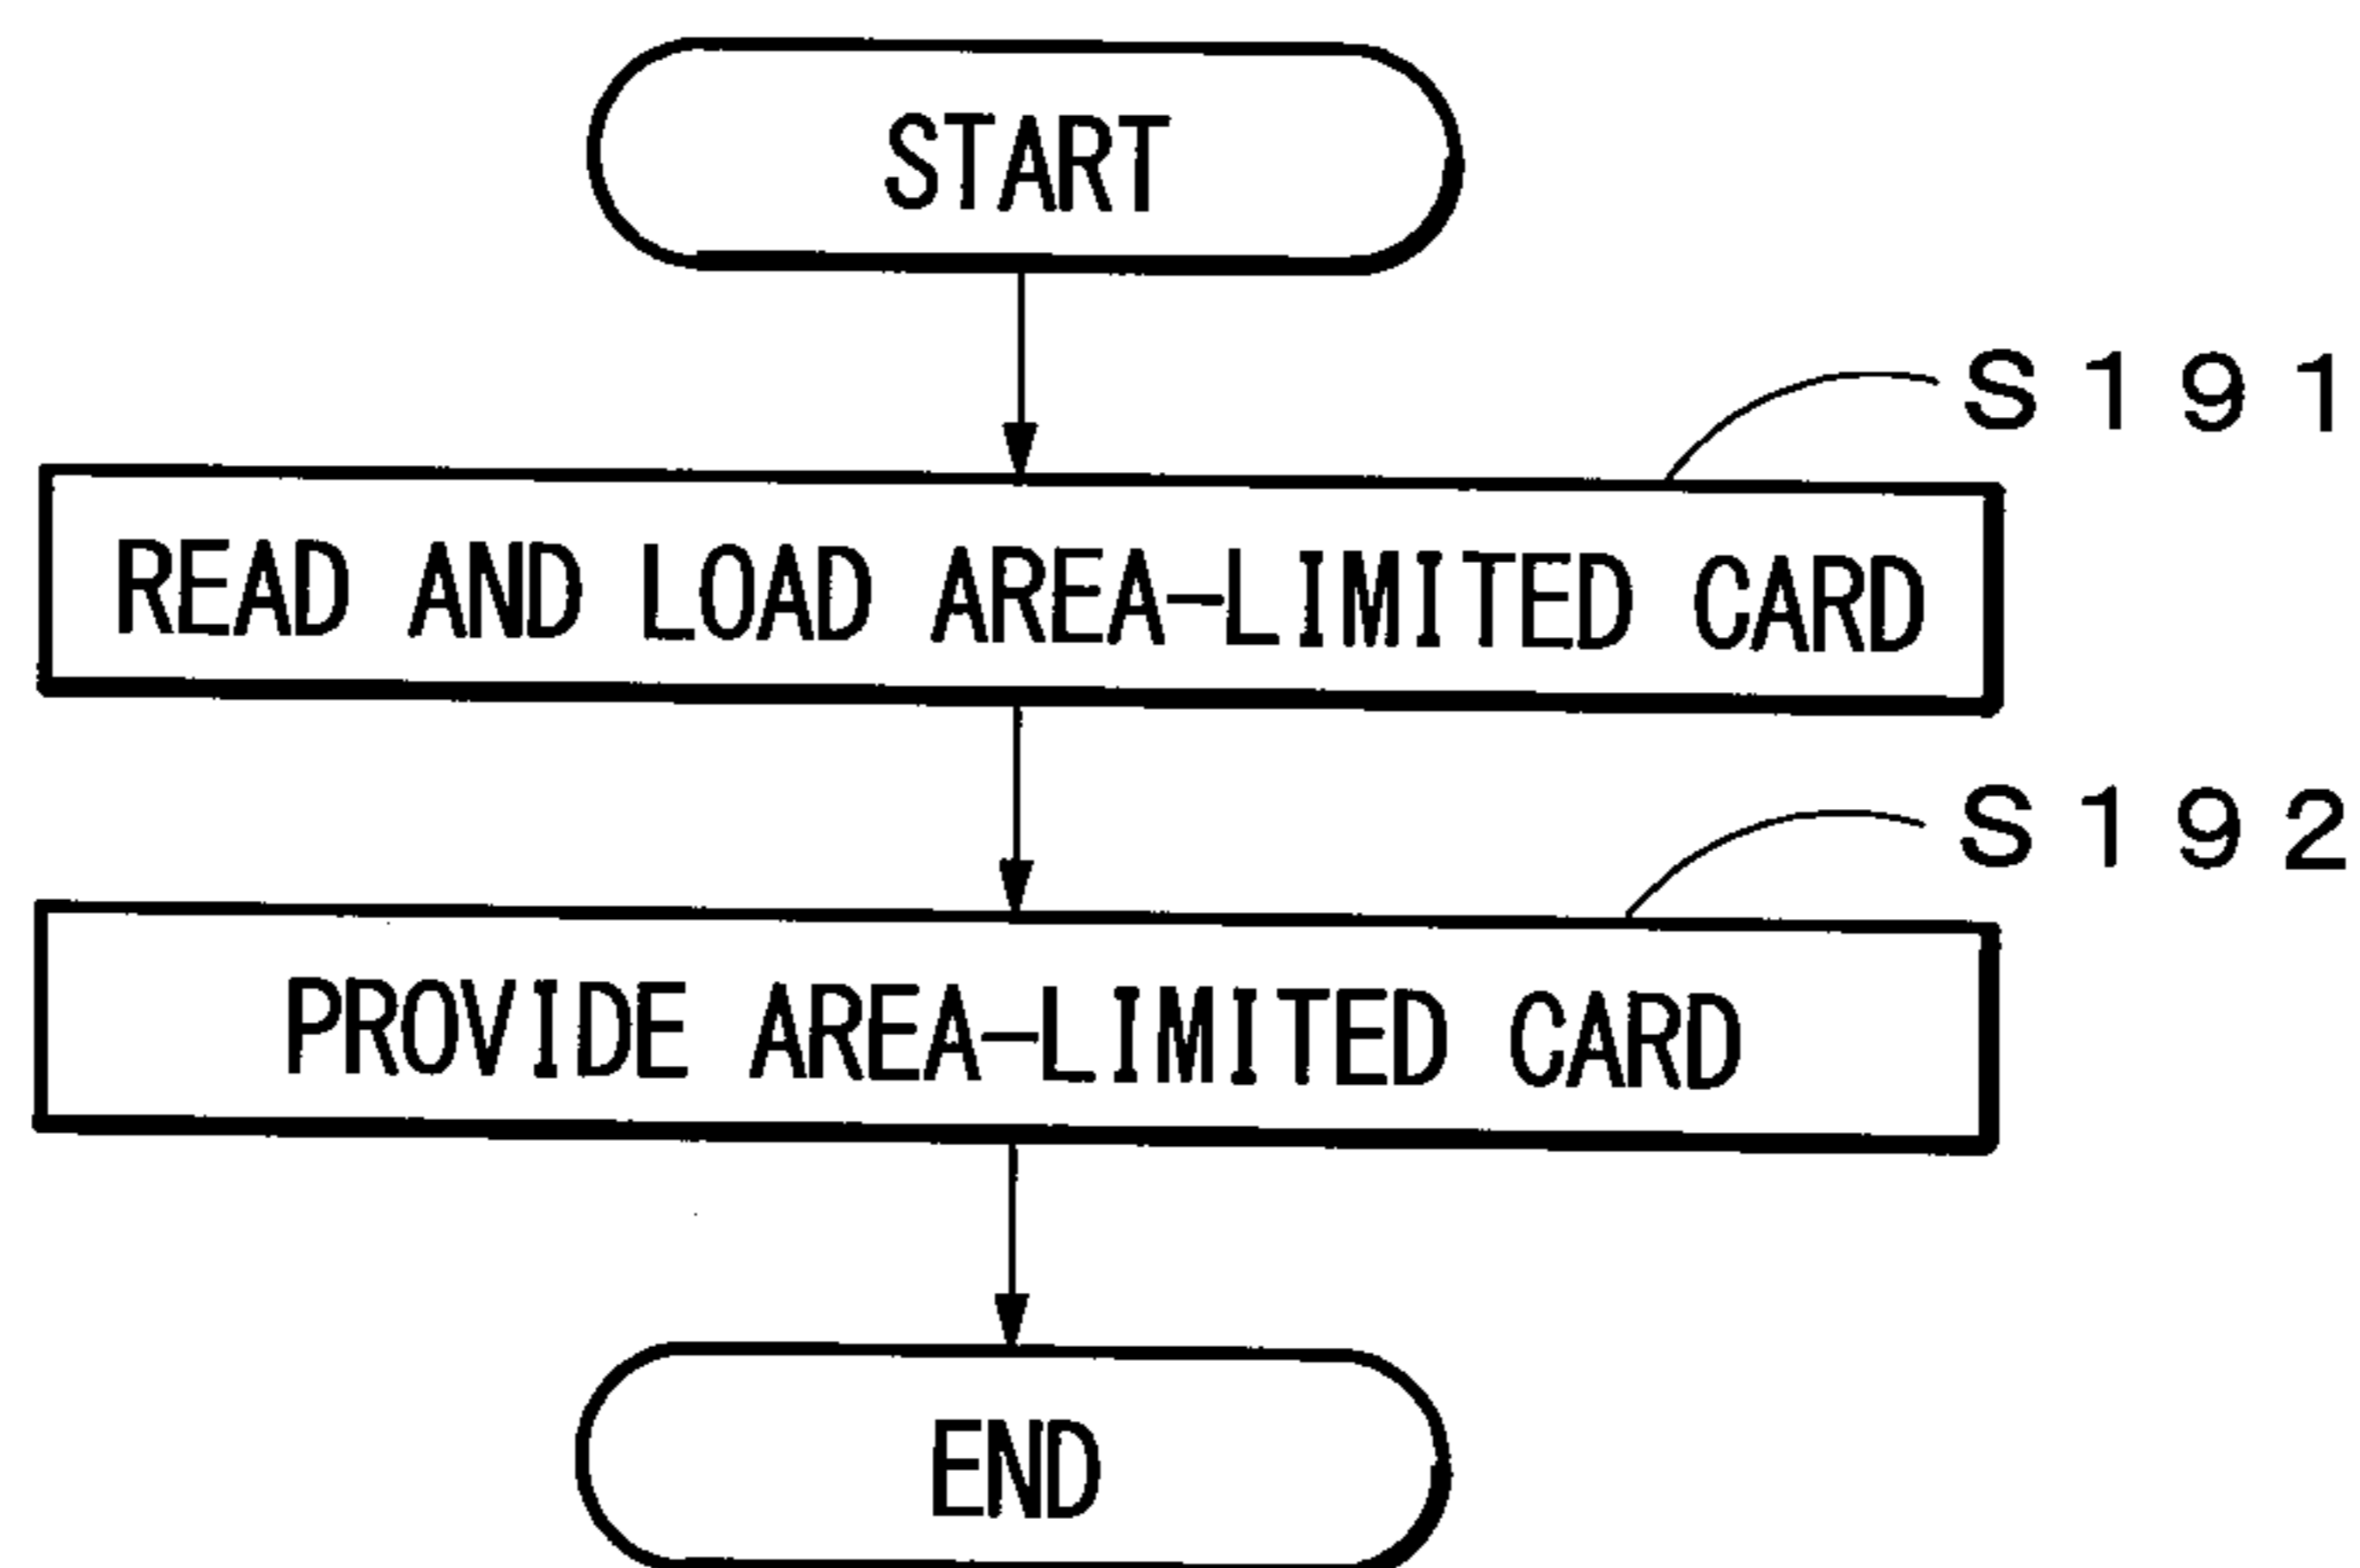 START
S191
READ AND LOAD AREA-LIMITED CARD
S192
PROVIDE AREA-LIMITED CARD
END